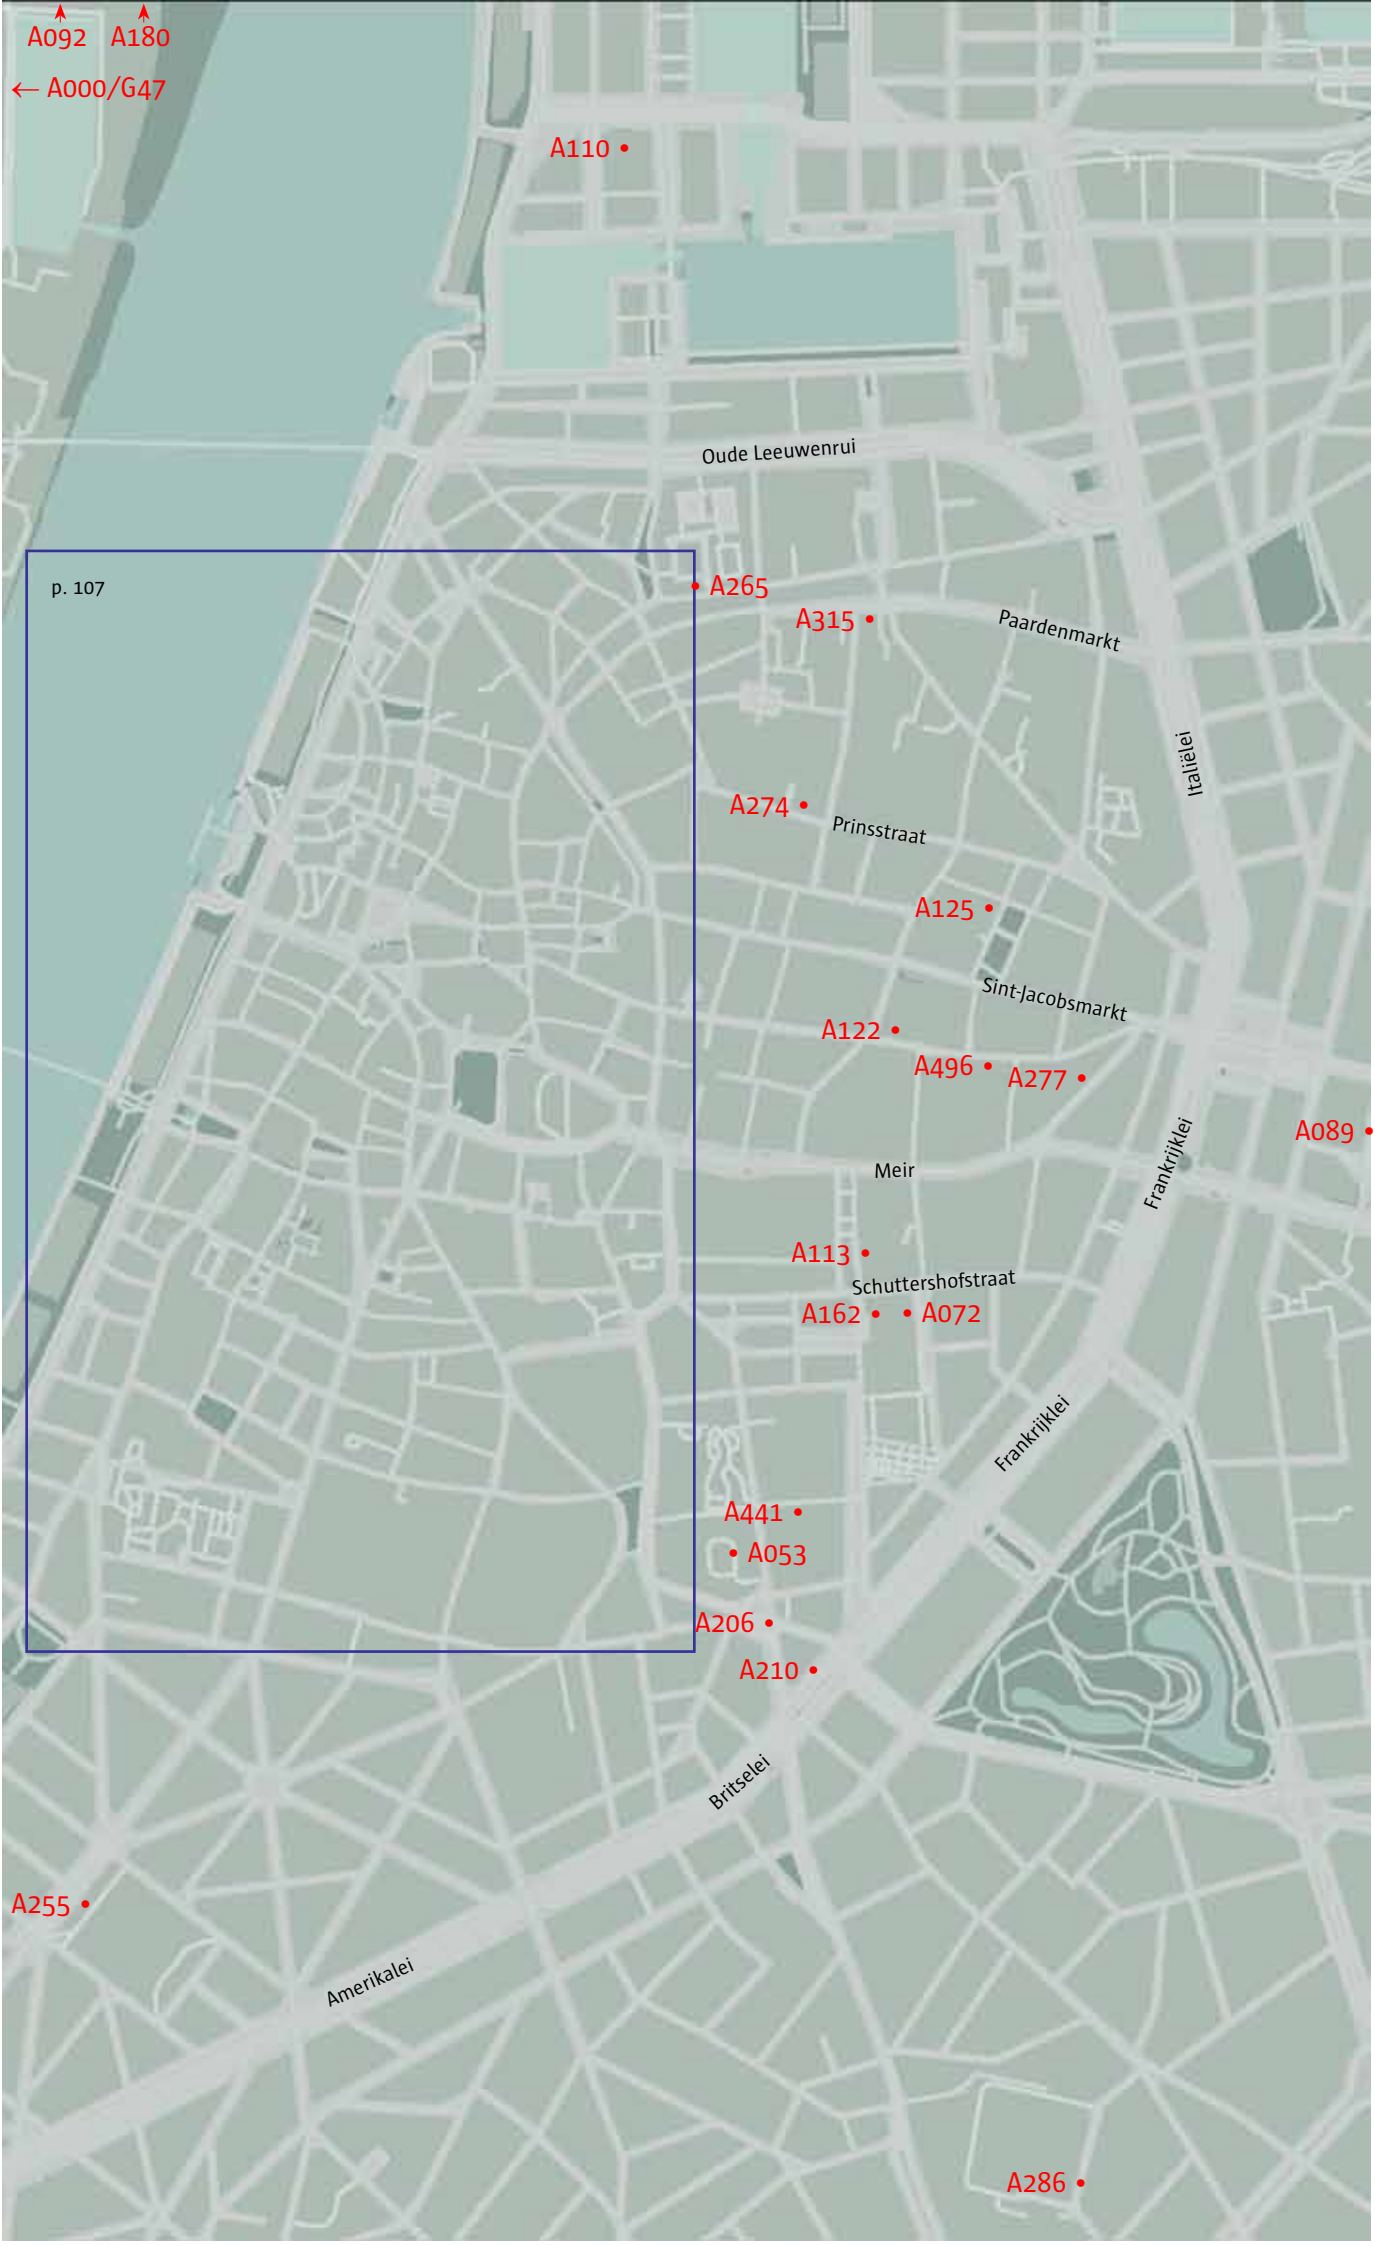 A092 A180
← A000/G47
A110
Oude Leeuwenrui
p. 107
A265
A315
Paardenmarkt
Italiëlei
A274
Prinsstraat
A125
Sint-Jacobsmarkt
A122
A496
A277
A089
Frankrijklei
Meir
A113
Schuttershofstraat
A162
A072
Frankrijklei
A441
A053
A206
A210
Britselei
A255
Amerikalei
A286